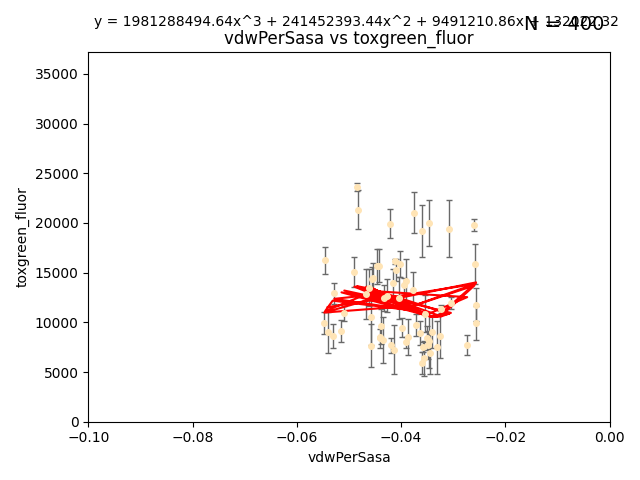 y = 1981288494.64x^3 + 241452393.44x^2 + 9491210.86x + 132022.32
N = 400
vdwPerSasa vs toxgreen_fluor
35000
30000
25000
20000
15000
10000
5000
0
toxgreen_fluor
−0.10
−0.08
−0.06
−0.04
−0.02
0.00
vdwPerSasa